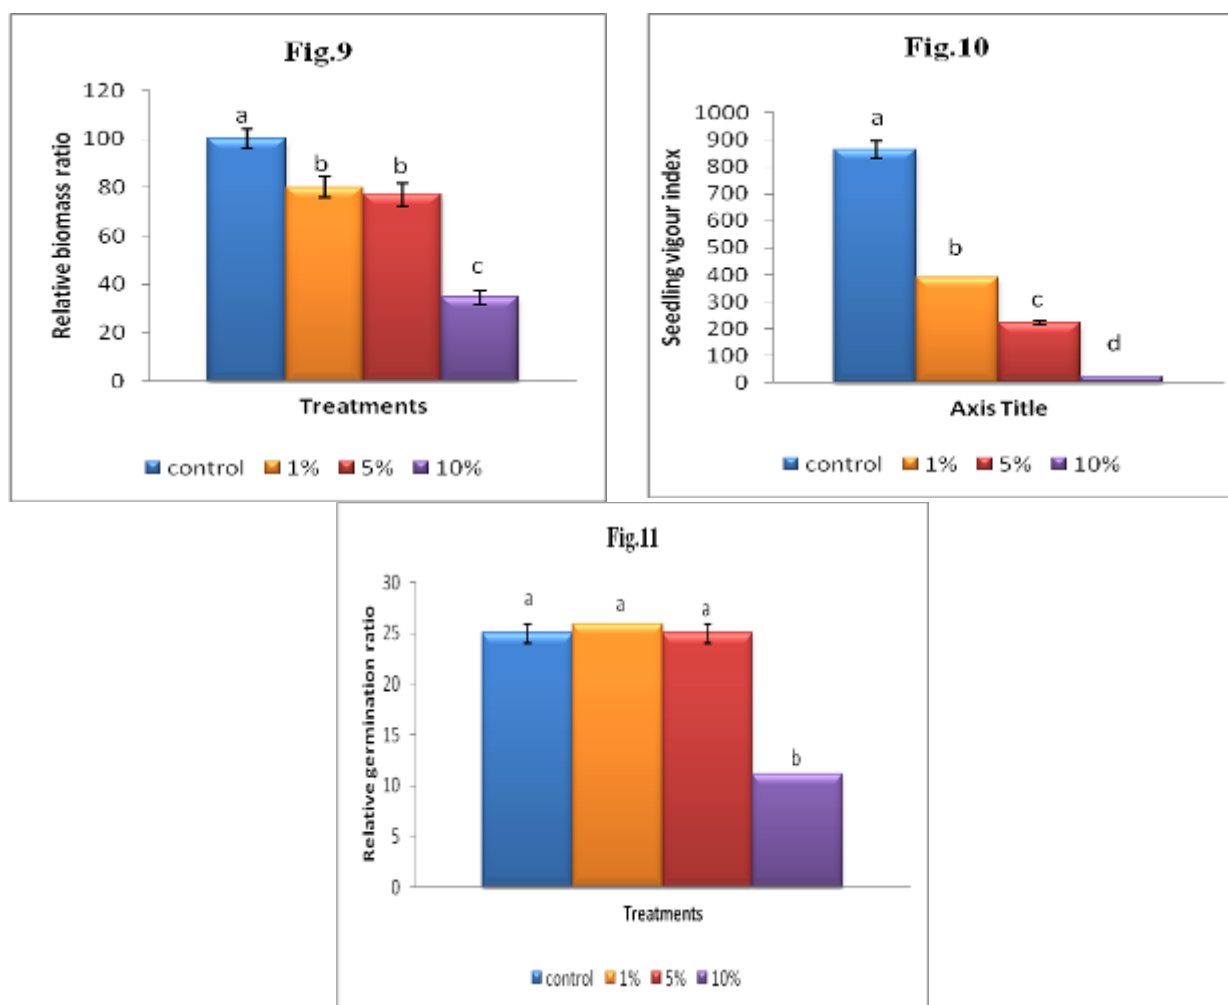 Fig.9
Relative biomass ratio
120
100
80
60
40
20
0
a
b
b
c
Treatments
control 1% 5% 10%
Fig.10
Seedling vigour index
1000
900
800
700
600
500
400
300
200
100
0
a
b
c
d
Axis Title
control 1% 5% 10%
Fig.11
Relative germination ratio
30
25
20
15
10
5
0
a
a
a
b
Treatments
control 1% 5% 10%